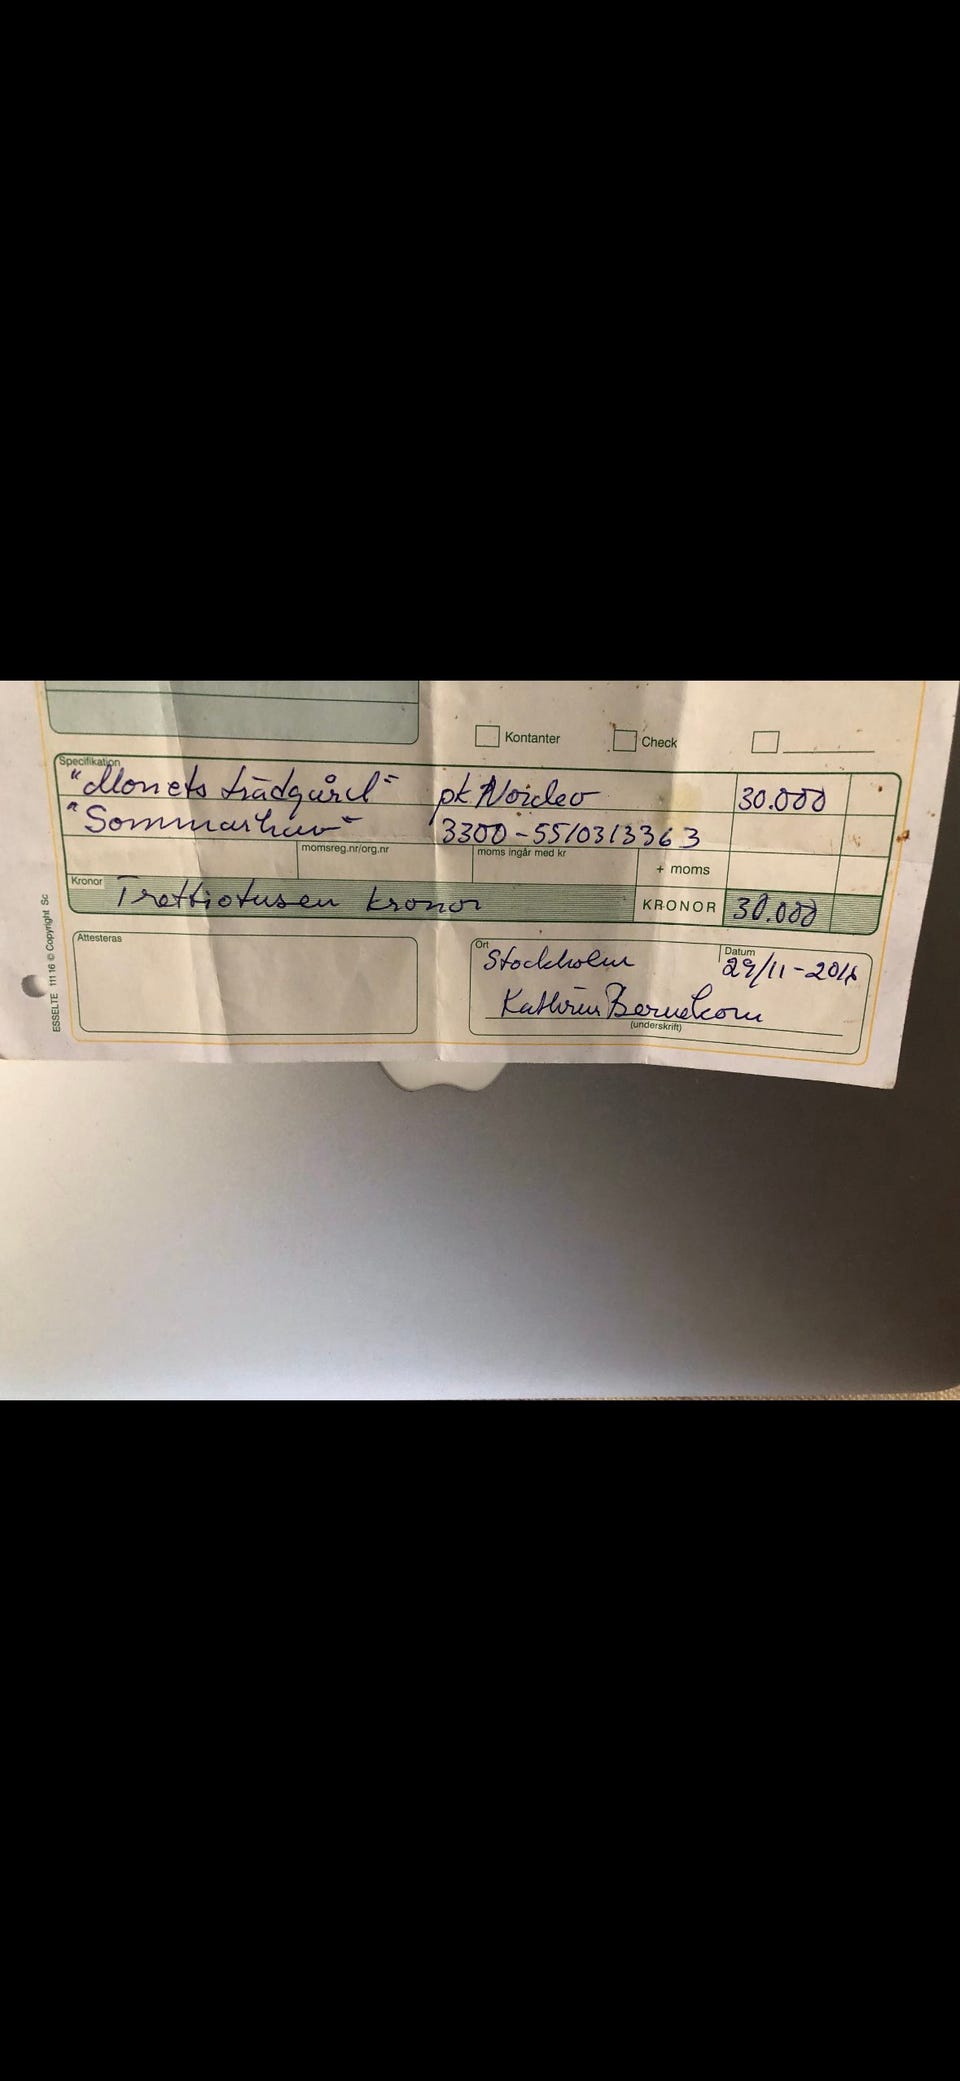 Kontanter Check
Specifikation
"Monets trädgård" pk Nordea 30.000
"Sommarhav" 3300-5510313363
momsreg.nr/org.nr moms ingår med kr + moms
Kronor Trettiotusen kronor KRONOR 30.000
Attesteras
Ort Stockholm Datum 29/11-2016
Kathrin
(underskrift)
ESSELTE 11116 © Copyright Sc